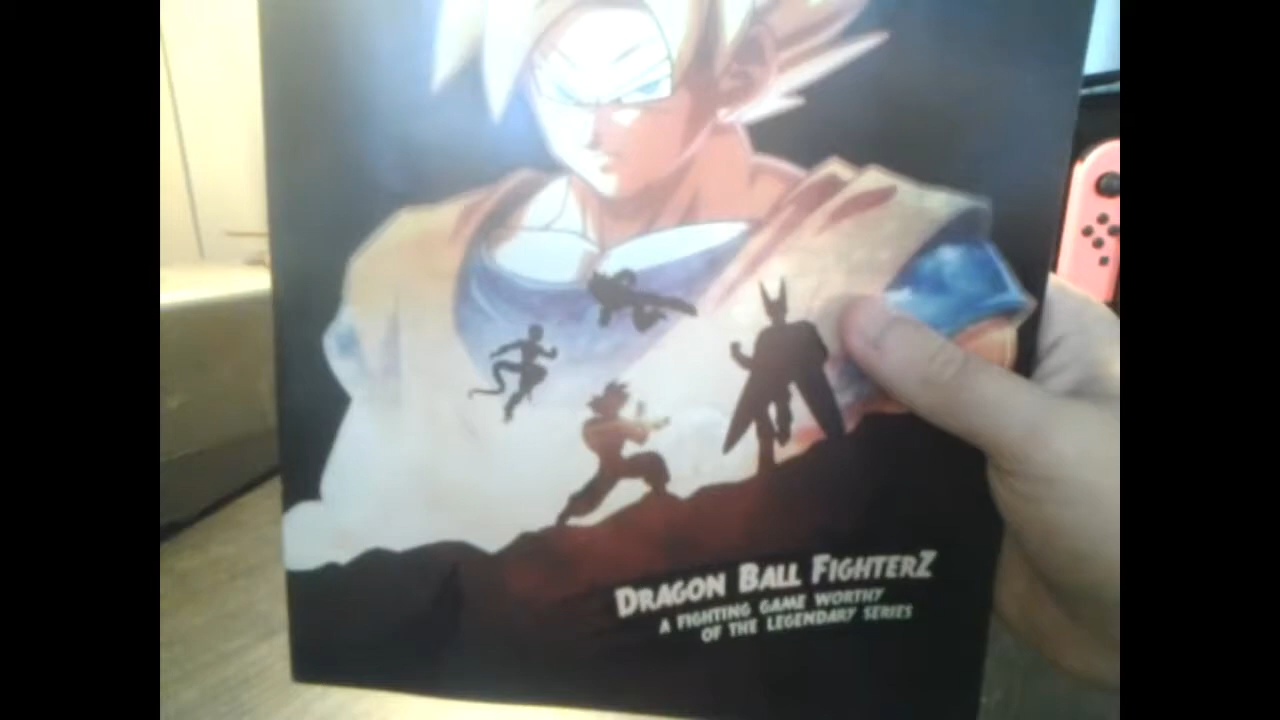 DRAGON BALL FIGHTERZ
A FIGHTING GAME WORTHY
OF THE LEGENDARY SERIES